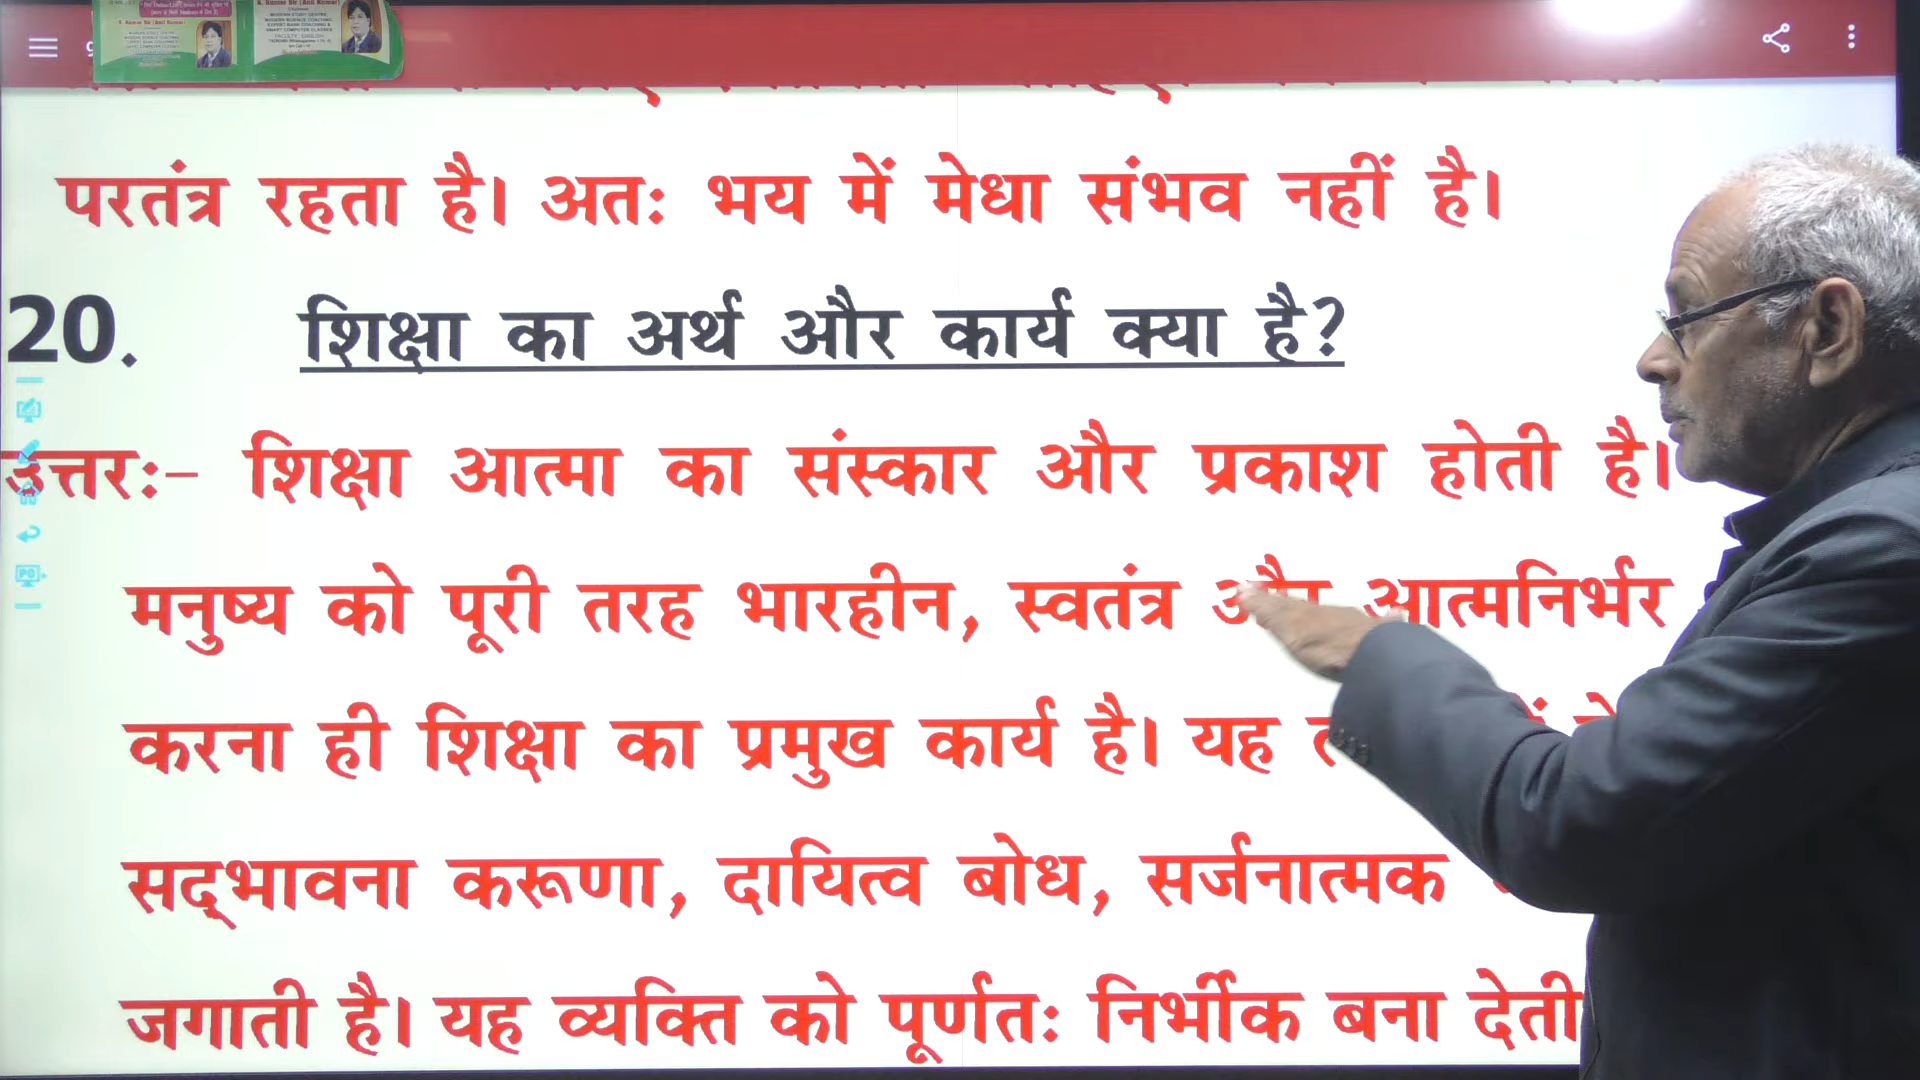 परतंत्र रहता है। अतः भय में मेधा संभव नहीं है।
20. शिक्षा का अर्थ और कार्य क्या है?
उत्तरः- शिक्षा आत्मा का संस्कार और प्रकाश होती है।
मनुष्य को पूरी तरह भारहीन, स्वतंत्र और आत्मनिर्भर
करना ही शिक्षा का प्रमुख कार्य है। यह
सद्भावना करूणा, दायित्व बोध, सर्जनात्मक
जगाती है। यह व्यक्ति को पूर्णतः निर्भीक बना देती